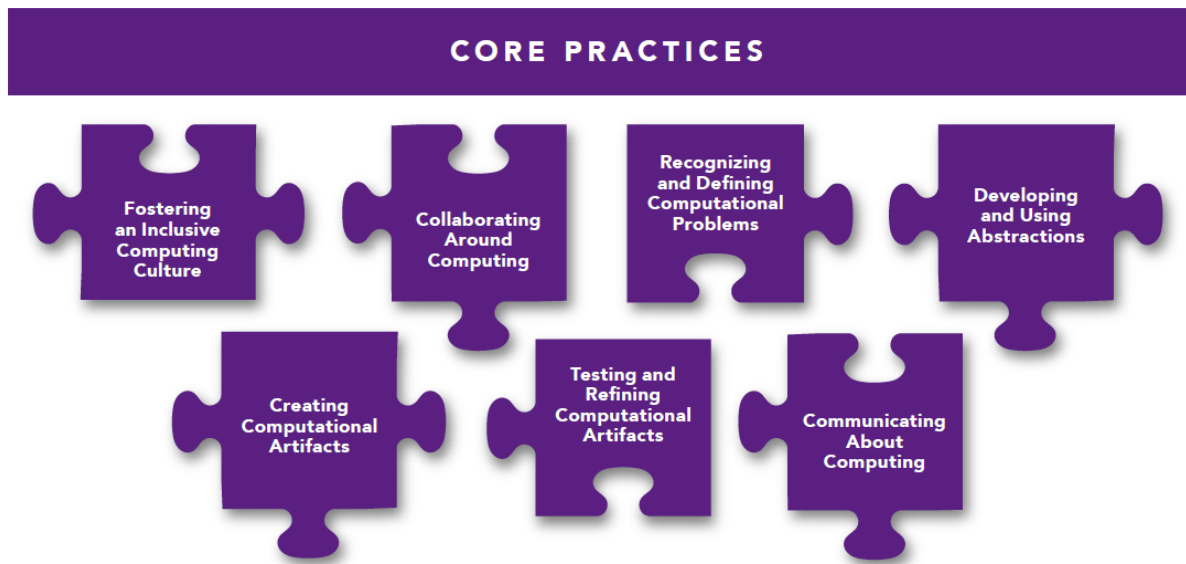 CORE PRACTICES
Fostering
an Inclusive
Computing
Culture
Collaborating
Around
Computing
Recognizing
and Defining
Computational
Problems
Developing
and Using
Abstractions
Creating
Computational
Artifacts
Testing and
Refining
Computational
Artifacts
Communicating
About
Computing